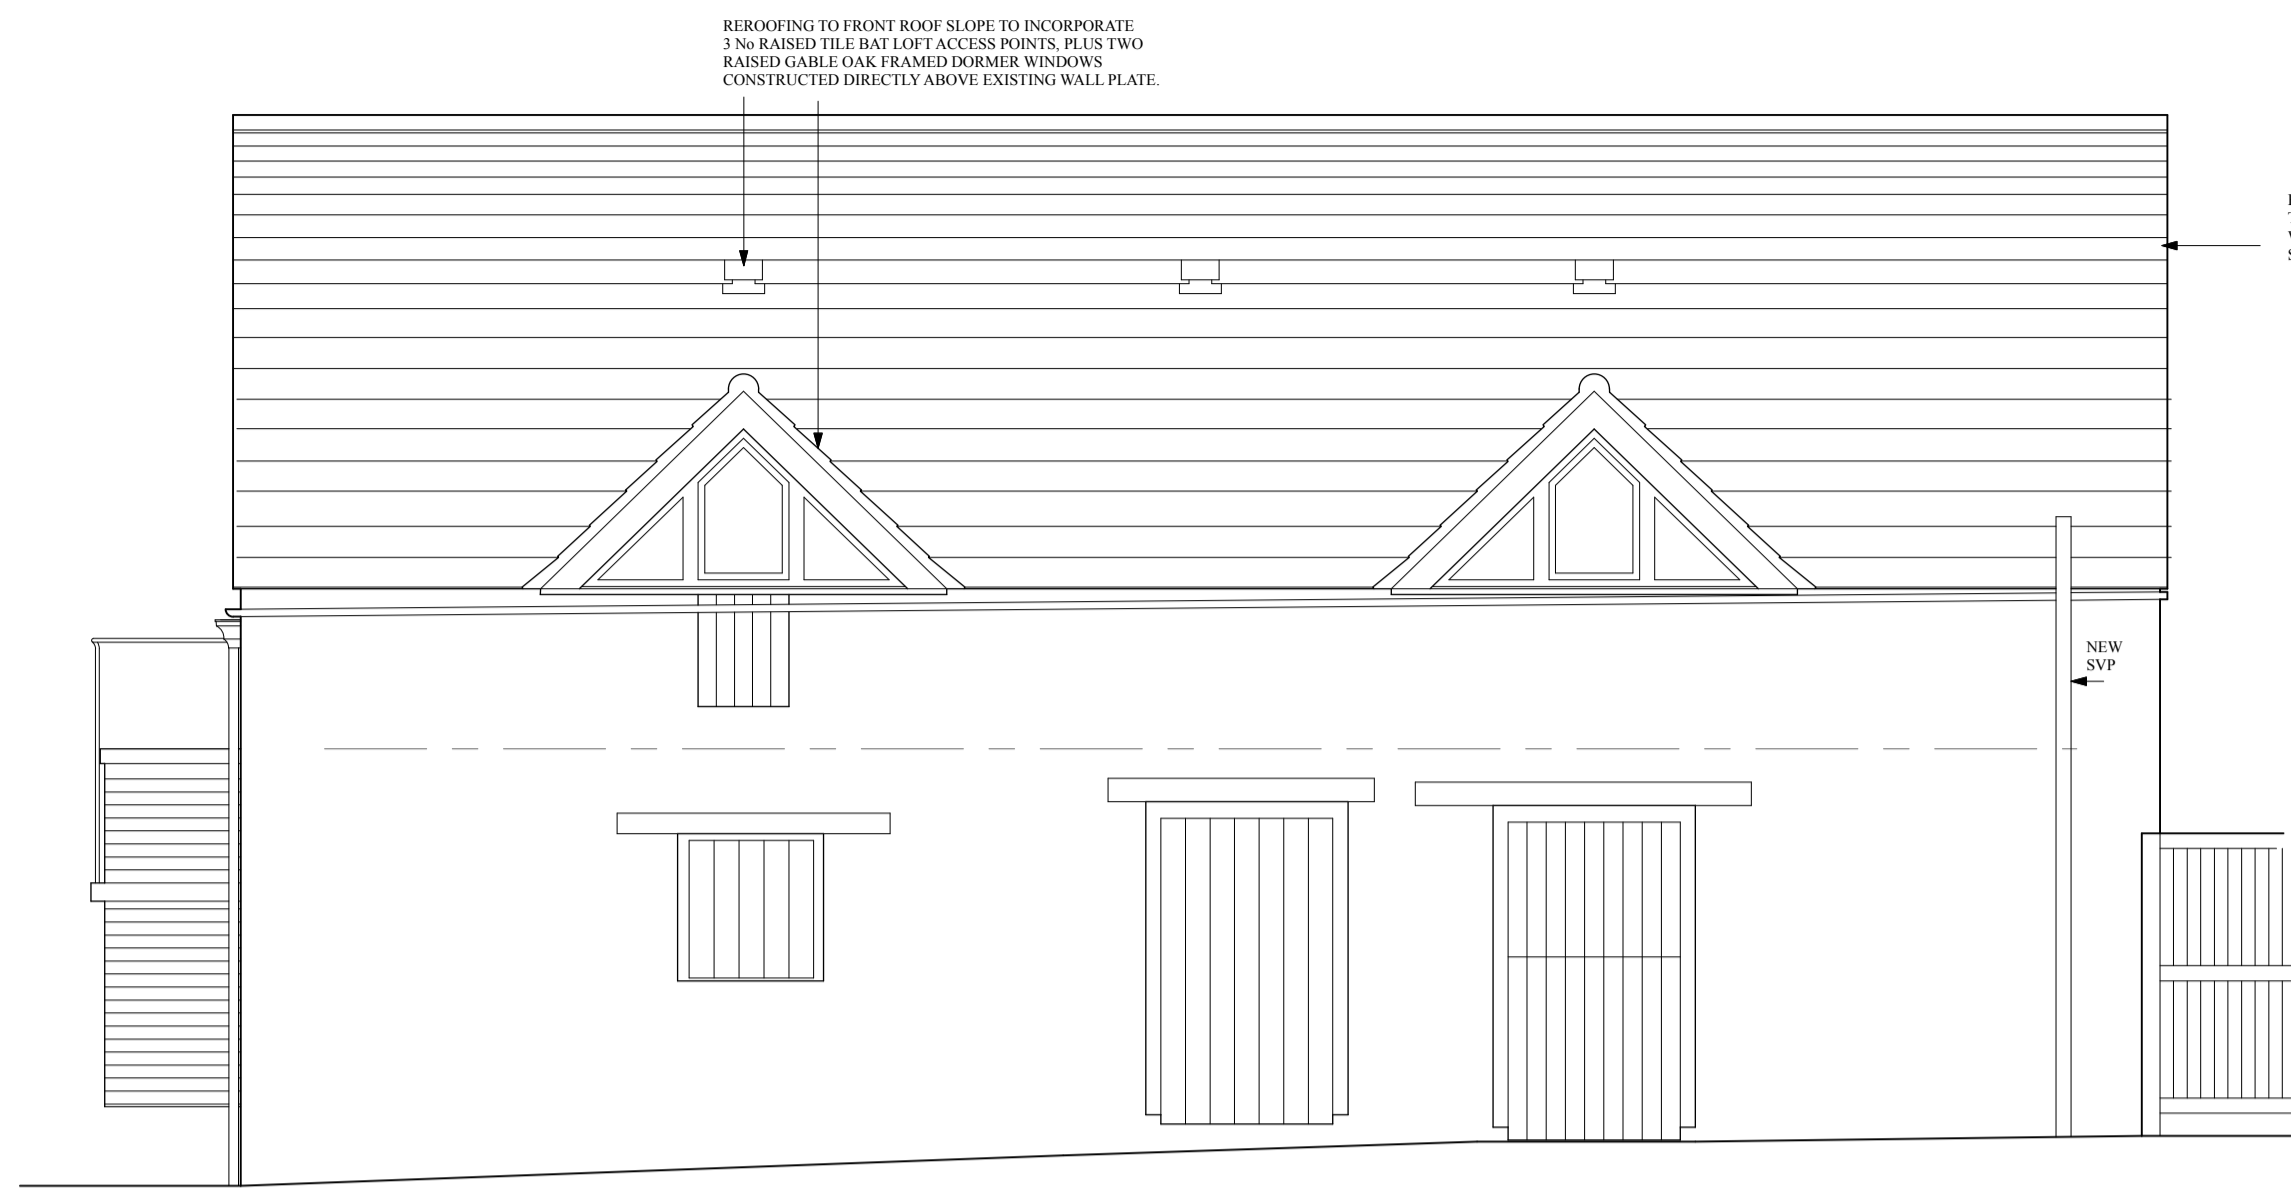 REROOFING TO FRONT ROOF SLOPE TO INCORPORATE
3 No RAISED TILE BAT LOFT ACCESS POINTS, PLUS TWO
RAISED GABLE OAK FRAMED DORMER WINDOWS
CONSTRUCTED DIRECTLY ABOVE EXISTING WALL PLATE.
NEW
SVP